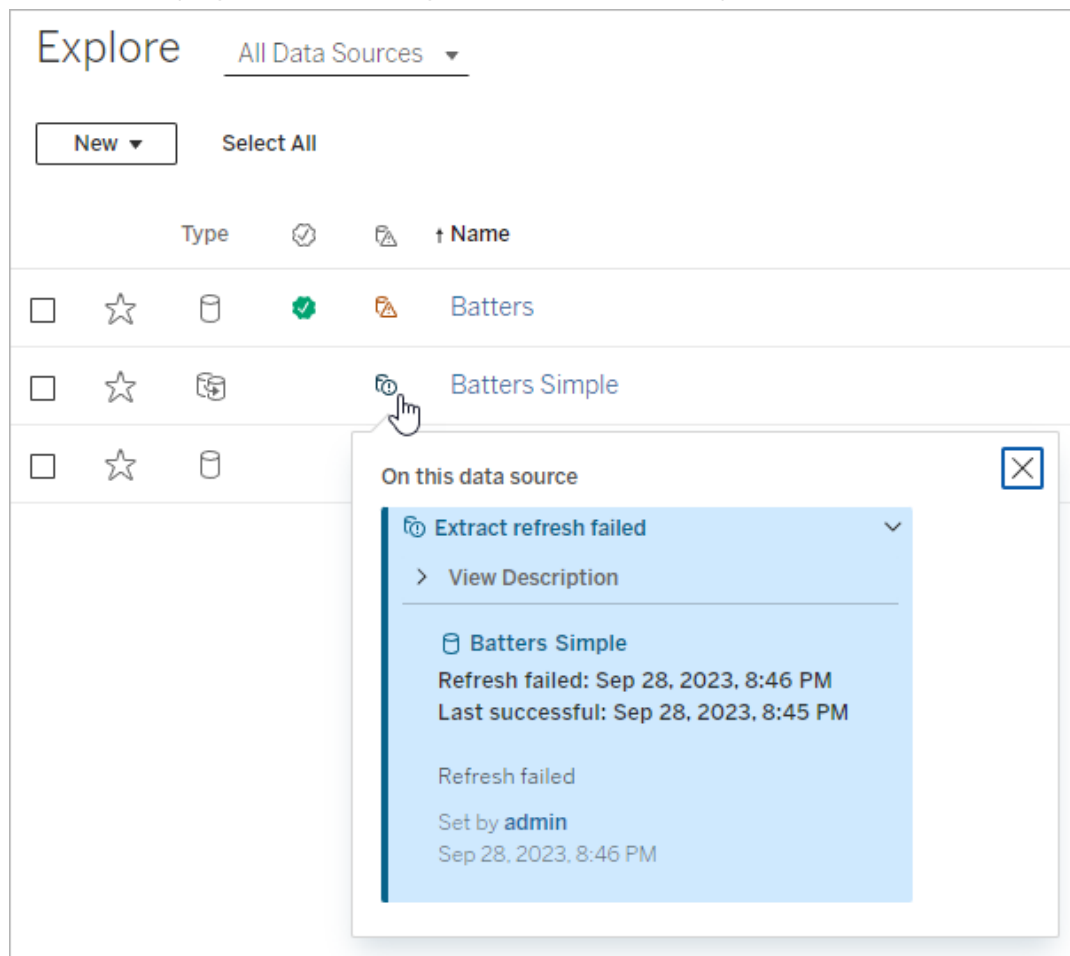 Explore All Data Sources
New Select All
Type ↑ Name
Batters
Batters Simple
On this data source
Extract refresh failed
View Description
Batters Simple
Refresh failed: Sep 28, 2023, 8:46 PM
Last successful: Sep 28, 2023, 8:45 PM
Refresh failed
Set by admin
Sep 28, 2023, 8:46 PM